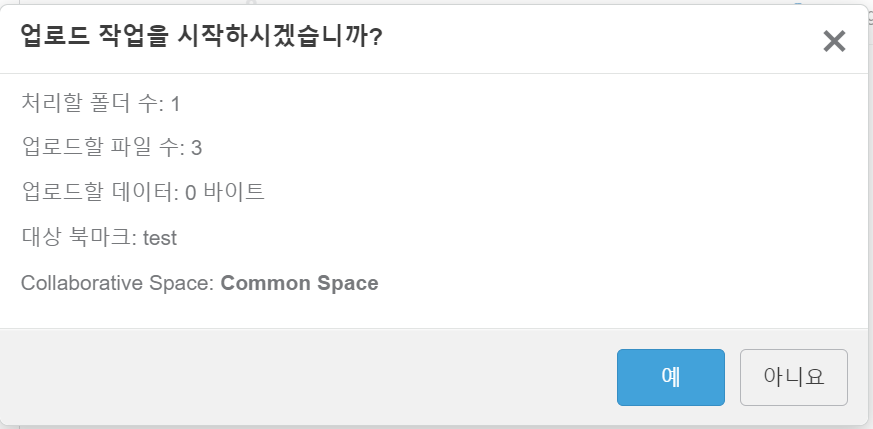 업로드 작업을 시작하시겠습니까?
처리할 폴더 수: 1
업로드할 파일 수: 3
업로드할 데이터: 0 바이트
대상 북마크: test
Collaborative Space: Common Space
예
아니요